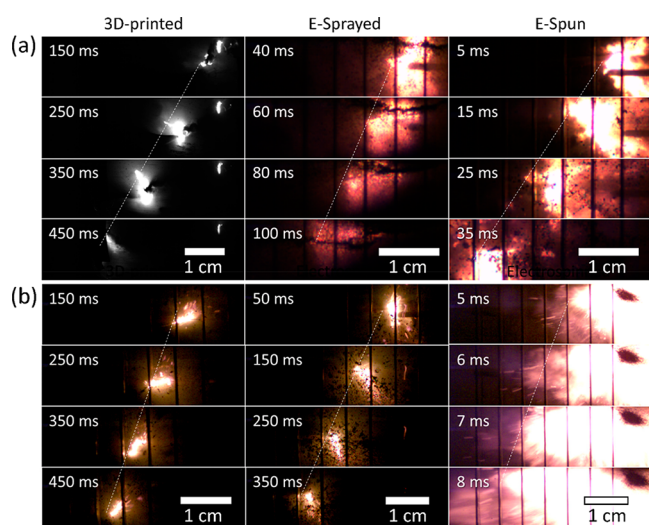 3D-printed E-Sprayed E-Spun
(a) 150 ms 40 ms 5 ms
250 ms 60 ms 15 ms
350 ms 80 ms 25 ms
450 ms 100 ms 35 ms
1 cm 1 cm 1 cm
(b) 150 ms 50 ms 5 ms
250 ms 150 ms 6 ms
350 ms 250 ms 7 ms
450 ms 350 ms 8 ms
1 cm 1 cm 1 cm